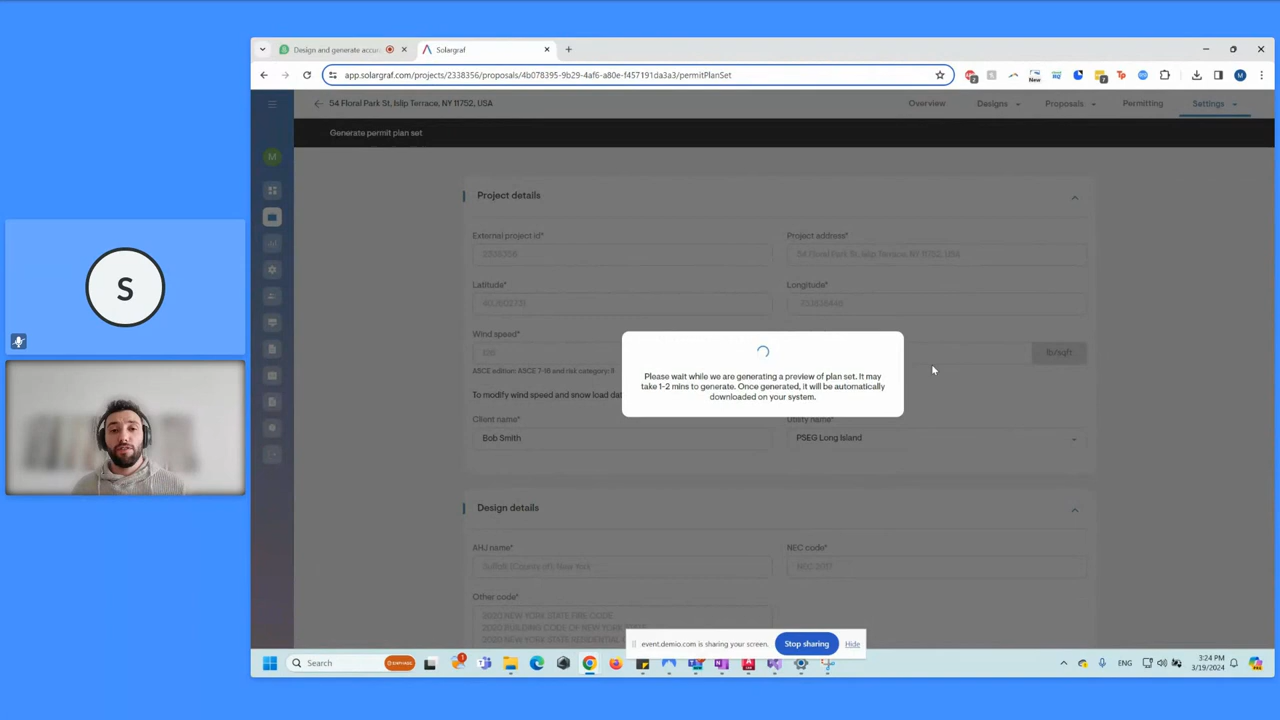 Design and generate accur
Solargraf
app.solargraf.com/projects/2338356/proposals/4b078395-9b29-4af6-a80e-f457191da3a3/permitPlanSet
New
54 Floral Park St, Islip Terrace, NY 11752, USA
Overview
Designs
Proposals
Permitting
Settings
Generate permit plan set
M
Project details
External project id*
Project address*
2338356
54 Floral Park St, Islip Terrace, NY 11752, USA
Latitude*
Longitude*
Wind speed*
lb/sqft
ASCE edition: ASCE 7-16 and risk category: II
To modify wind speed and snow load dat
Please wait while we are generating a preview of plan set. It may
take 1-2 mins to generate. Once generated, it will be automatically
downloaded on your system.
Client name*
Utility name*
Bob Smith
PSEG Long Island
Design details
AHJ name*
NEC code*
Suffolk (County of), New York
NEC 2017
Other code*
2020 NEW YORK STATE FIRE CODE
2020 BUILDING CODE OF NEW YORK
2020 NEW YORK STATE RESIDENTIAL
event.demio.com is sharing your screen.
Stop sharing
Hide
S
Search
ENG
3:24 PM
3/19/2024